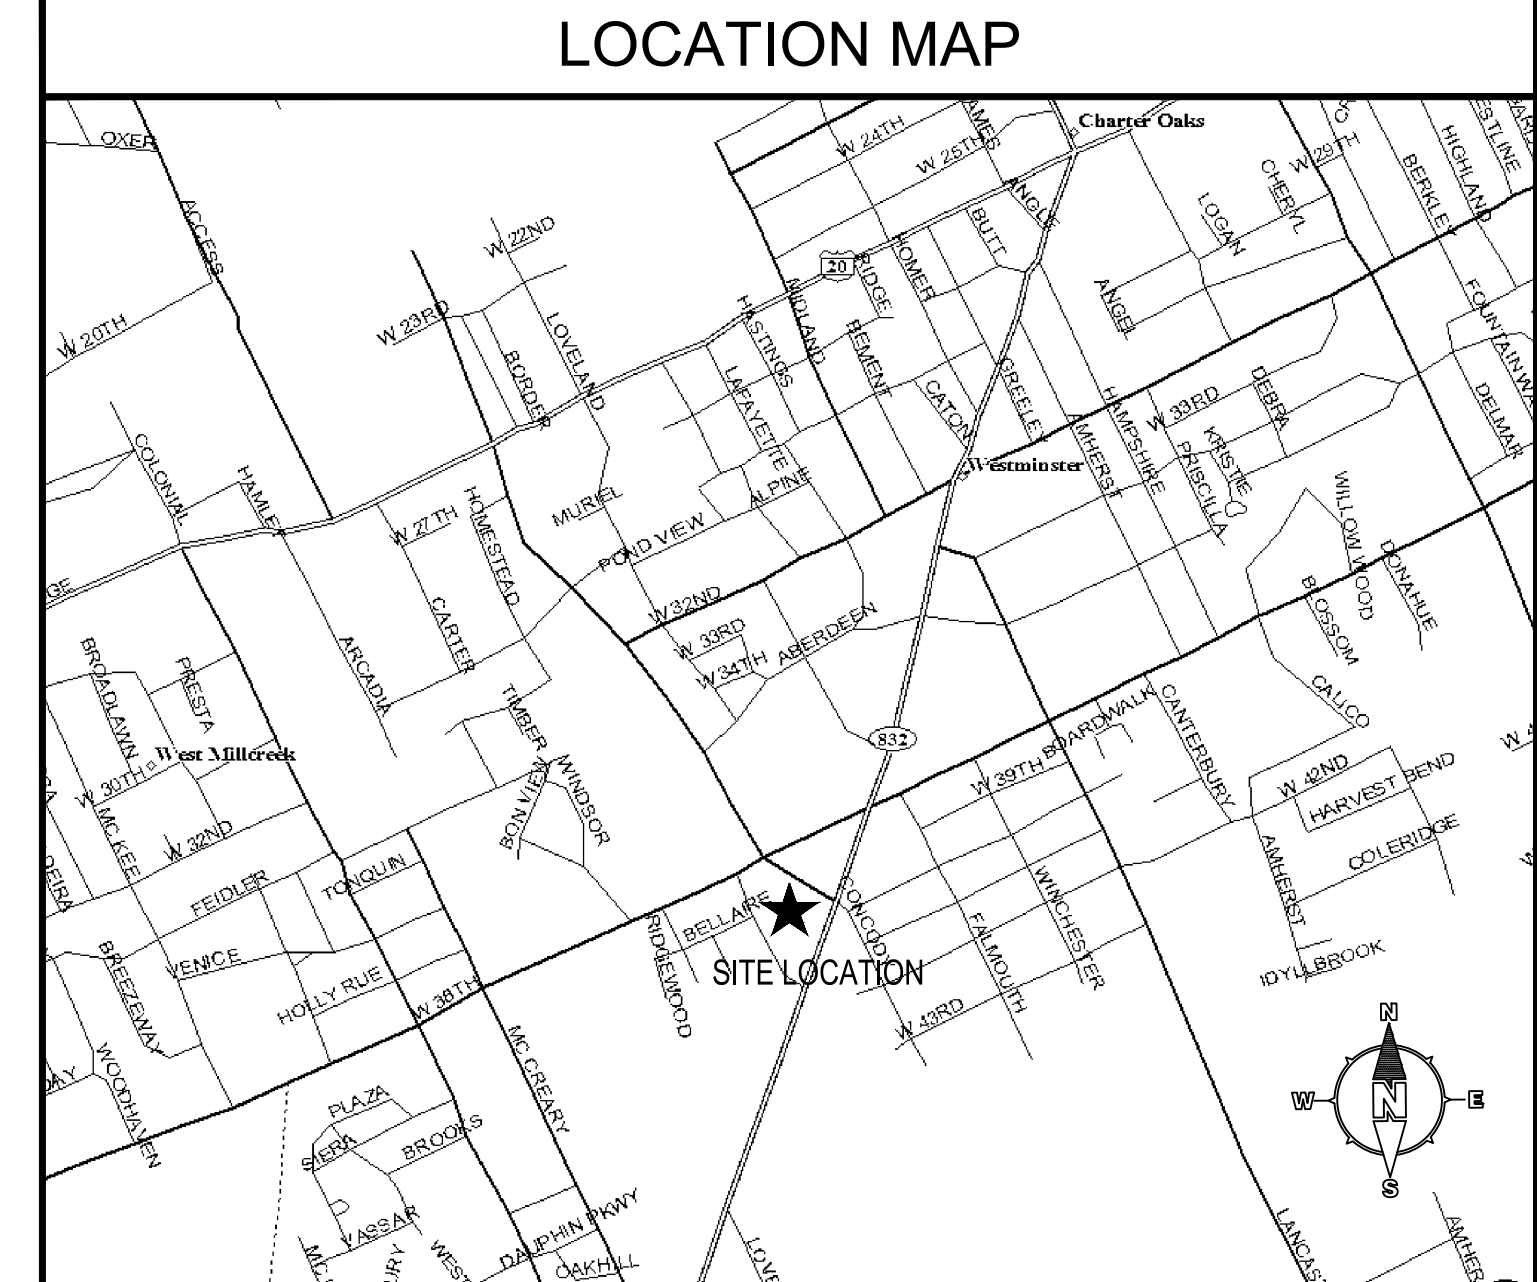 LOCATION MAP
OXER
ACCESS
W 20TH
W 22ND
W 23RD
BORDER
LOVELAND
W 24TH
W 25TH
Charter Oaks
ANGLE
W 29TH
CHERYL
LOGAN
BERKLEY
HIGHLAND
20
RIDGE
HOMER
BUTT
MIDLAND
HASTINGS
BEMENT
ANGEL
LAFAYETTE
CATON
GREELEY
HAMPSHIRE
AMHERST
W 33RD
DEBRA
DELMAR
KRISTIE
PRISCILLA
Westminster
COLONIAL
HAMLET
W 27TH
HOMESTEAD
MURIEL
POND VIEW
ALPINE
WILLOW WOOD
DONAHUE
BLOSSOM
CALICO
W 32ND
W 33RD
W 34TH
ABERDEEN
CARTER
ARCADIA
BROADLAWN
PRESTA
West Millcreek
W 30TH
MC KEE
W 32ND
TIMBER
BONVIEW
WINDSOR
832
BOARDWALK
CANTERBURY
W 39TH
W 42ND
HARVEST BEND
COLERIDGE
AMHERST
IDYLLBROOK
FEIDLER
TONQUIN
VENICE
BREEZEWAY
HOLLY RUE
W 38TH
WOODHAVEN
MC CREARY
RIDGEWOOD
BELLAIRE
CONCORD
FALMOUTH
WINCHESTER
W 43RD
SITE LOCATION
PLAZA
SIERA
BROOKS
VASSAR
DAUPHIN PKWY
OAKHILL
N
W
N
E
S